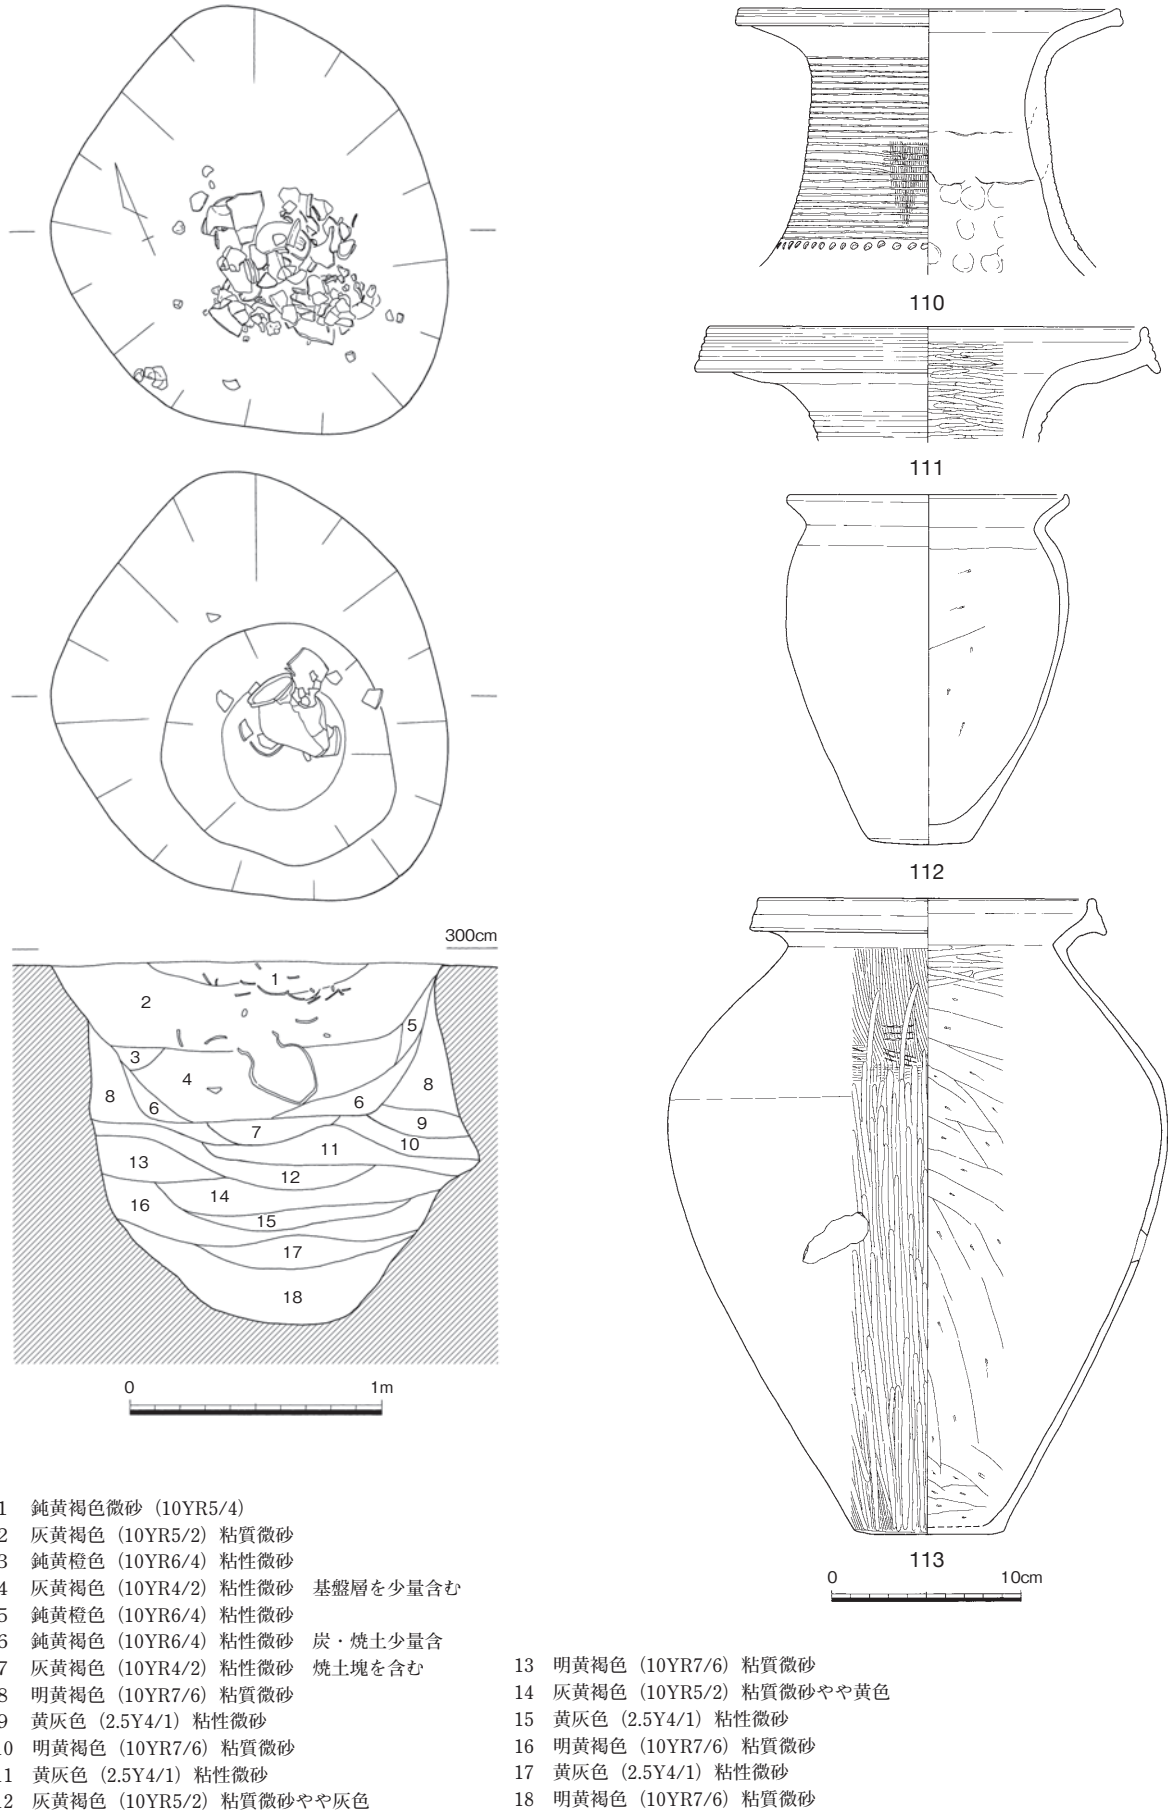 110
111
112
300cm
1
2
5
3
4
8
8
6
6
9
7
10
11
13
12
14
16
15
17
18
0 1m
113
0 10cm
1 鈍黄褐色微砂（10YR5/4）
2 灰黄褐色（10YR5/2）粘質微砂
3 鈍黄橙色（10YR6/4）粘性微砂
4 灰黄褐色（10YR4/2）粘性微砂　基盤層を少量含む
5 鈍黄橙色（10YR6/4）粘性微砂
6 鈍黄褐色（10YR6/4）粘性微砂　炭・焼土少量含
7 灰黄褐色（10YR4/2）粘性微砂　焼土塊を含む
8 明黄褐色（10YR7/6）粘質微砂
9 黄灰色（2.5Y4/1）粘性微砂
10 明黄褐色（10YR7/6）粘質微砂
11 黄灰色（2.5Y4/1）粘性微砂
12 灰黄褐色（10YR5/2）粘質微砂やや灰色
13 明黄褐色（10YR7/6）粘質微砂
14 灰黄褐色（10YR5/2）粘質微砂やや黄色
15 黄灰色（2.5Y4/1）粘性微砂
16 明黄褐色（10YR7/6）粘質微砂
17 黄灰色（2.5Y4/1）粘性微砂
18 明黄褐色（10YR7/6）粘質微砂